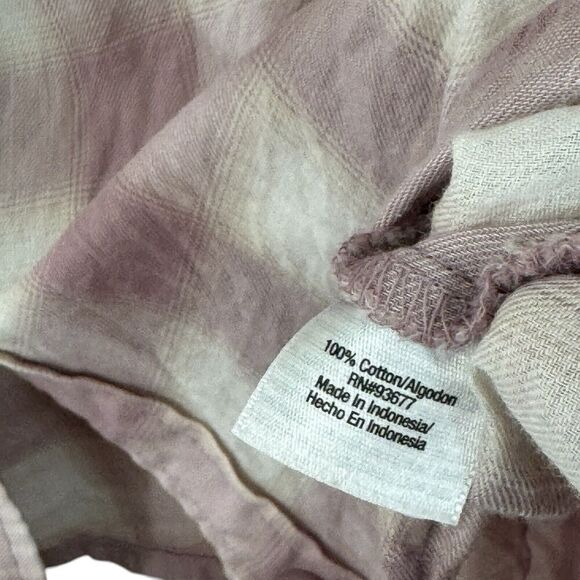 100% Cotton/Algodon
RN#93677
Made In Indonesia/
Hecho En Indonesia